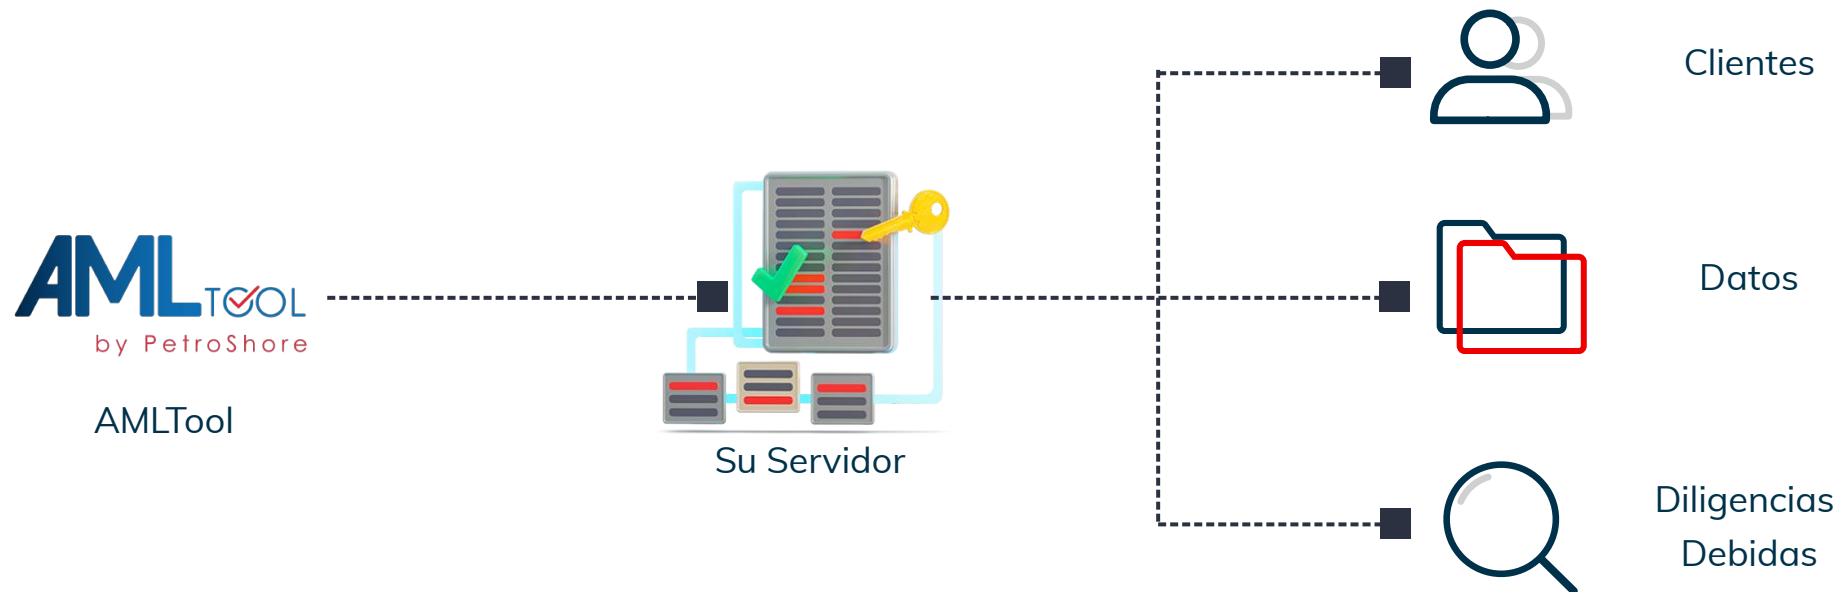 AMLTOOL
by PetroShore
AMLTool
Su Servidor
Clientes
Datos
Diligencias
Debidas